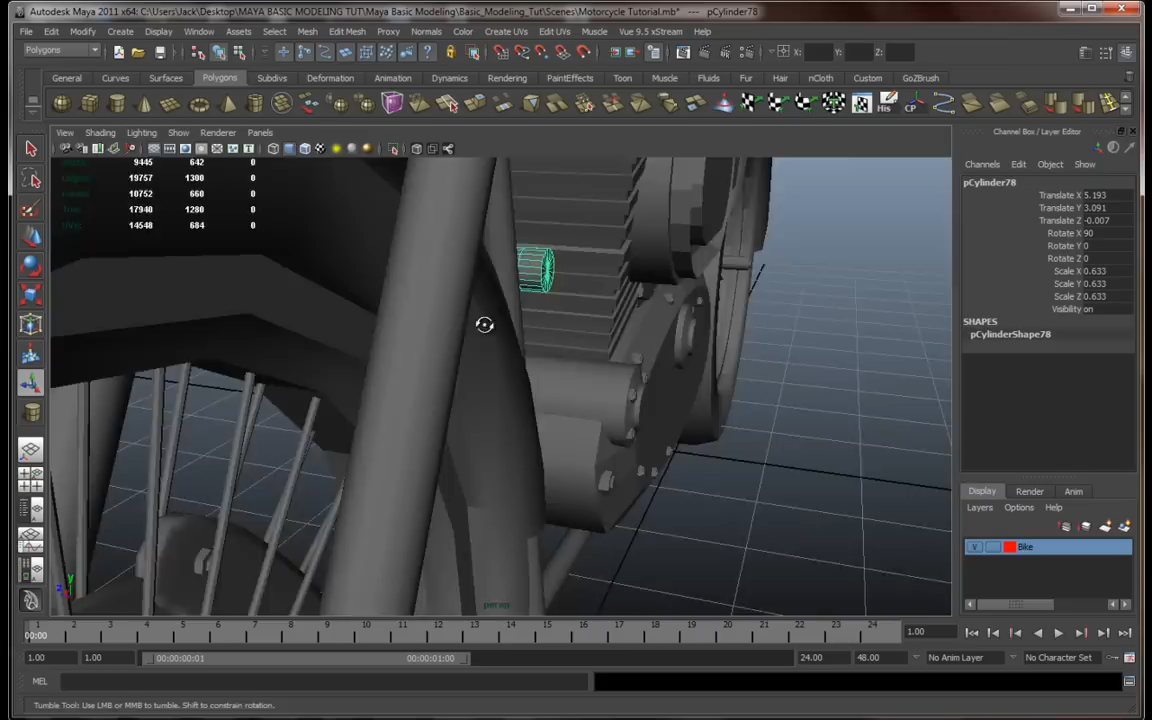 Autodesk Maya 2011 x64: C:\Users\Jack\Desktop\MAYA BASIC MODELING TUT\Maya Basic Modeling\Basic_Modeling_Tut\Scenes\Motorcycle Tutorial.mb* --- pCylinder78
File Edit Modify Create Display Window Assets Select Mesh Edit Mesh Proxy Normals Color Create UVs Edit UVs Muscle Vue 9.5 xStream Help
Polygons X: Y: Z:
General Curves Surfaces Polygons Subdivs Deformation Animation Dynamics Rendering PaintEffects Toon Muscle Fluids Fur Hair nCloth Custom GoZBrush
His CP
View Shading Lighting Show Renderer Panels
9445 642 0
19757 1300 0
10752 660 0
17940 1280 0
UVs: 14548 684 0
persp
Channel Box / Layer Editor
Channels Edit Object Show
pCylinder78
Translate X 5.193
Translate Y 3.091
Translate Z -0.007
Rotate X 90
Rotate Y 0
Rotate Z 0
Scale X 0.633
Scale Y 0.633
Scale Z 0.633
Visibility on
SHAPES
pCylinderShape78
Display Render Anim
Layers Options Help
V Bike
1 2 3 4 5 6 7 8 9 10 11 12 13 14 15 16 17 18 19 20 21 22 23 24
00:00 1.00
1.00 1.00 00:00:00:01 00:00:01:00 24.00 48.00 No Anim Layer No Character Set
MEL
Tumble Tool: Use LMB or MMB to tumble. Shift to constrain rotation.